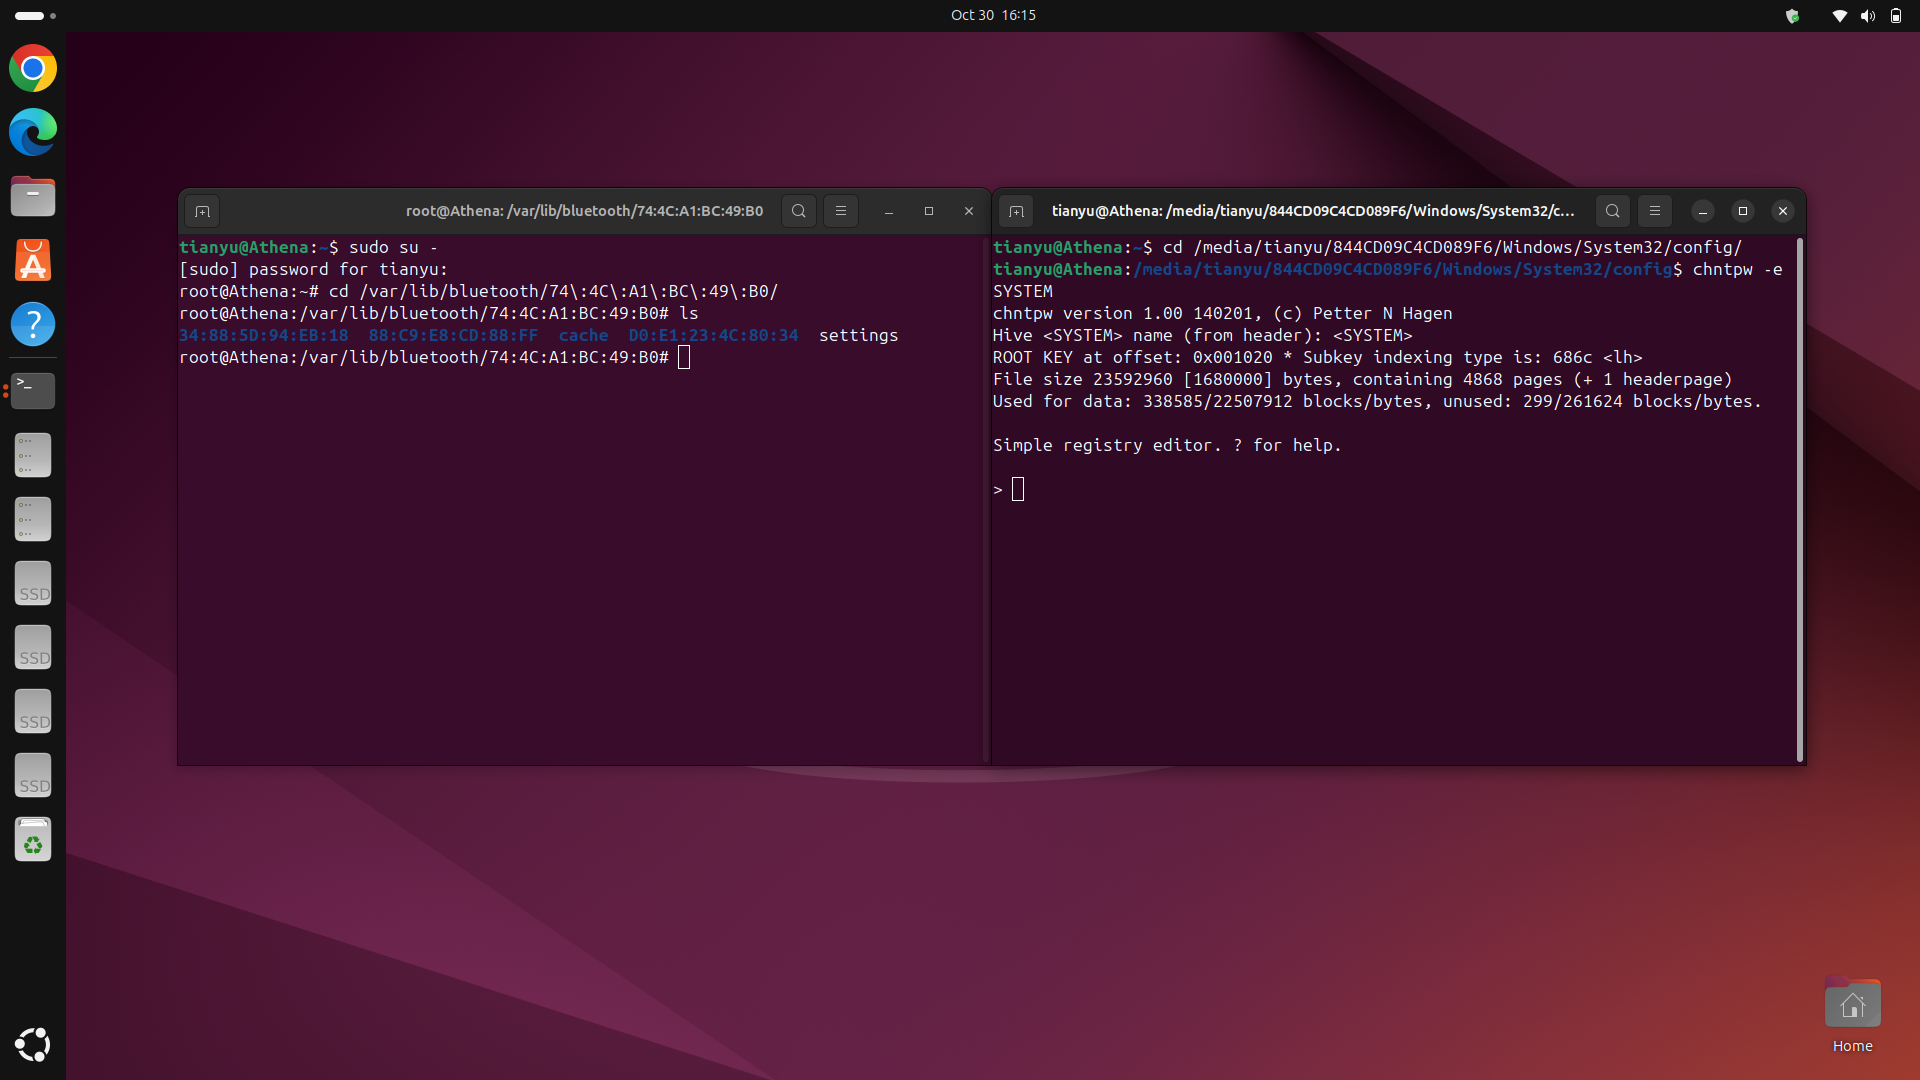 Oct 30 16:15
root@Athena: /var/lib/bluetooth/74:4C:A1:BC:49:B0
tianyu@Athena:~$ sudo su -
[sudo] password for tianyu:
root@Athena:~# cd /var/lib/bluetooth/74\:4C\:A1\:BC\:49\:B0/
root@Athena:/var/lib/bluetooth/74:4C:A1:BC:49:B0# ls
34:88:5D:94:EB:18  88:C9:E8:CD:88:FF  cache  D0:E1:23:4C:80:34  settings
root@Athena:/var/lib/bluetooth/74:4C:A1:BC:49:B0#
tianyu@Athena: /media/tianyu/844CD09C4CD089F6/Windows/System32/c...
tianyu@Athena:~$ cd /media/tianyu/844CD09C4CD089F6/Windows/System32/config/
tianyu@Athena:/media/tianyu/844CD09C4CD089F6/Windows/System32/config$ chntpw -e
SYSTEM
chntpw version 1.00 140201, (c) Petter N Hagen
Hive <SYSTEM> name (from header): <SYSTEM>
ROOT KEY at offset: 0x001020 * Subkey indexing type is: 686c <lh>
File size 23592960 [1680000] bytes, containing 4868 pages (+ 1 headerpage)
Used for data: 338585/22507912 blocks/bytes, unused: 299/261624 blocks/bytes.
Simple registry editor. ? for help.
>
SSD
SSD
SSD
SSD
Home